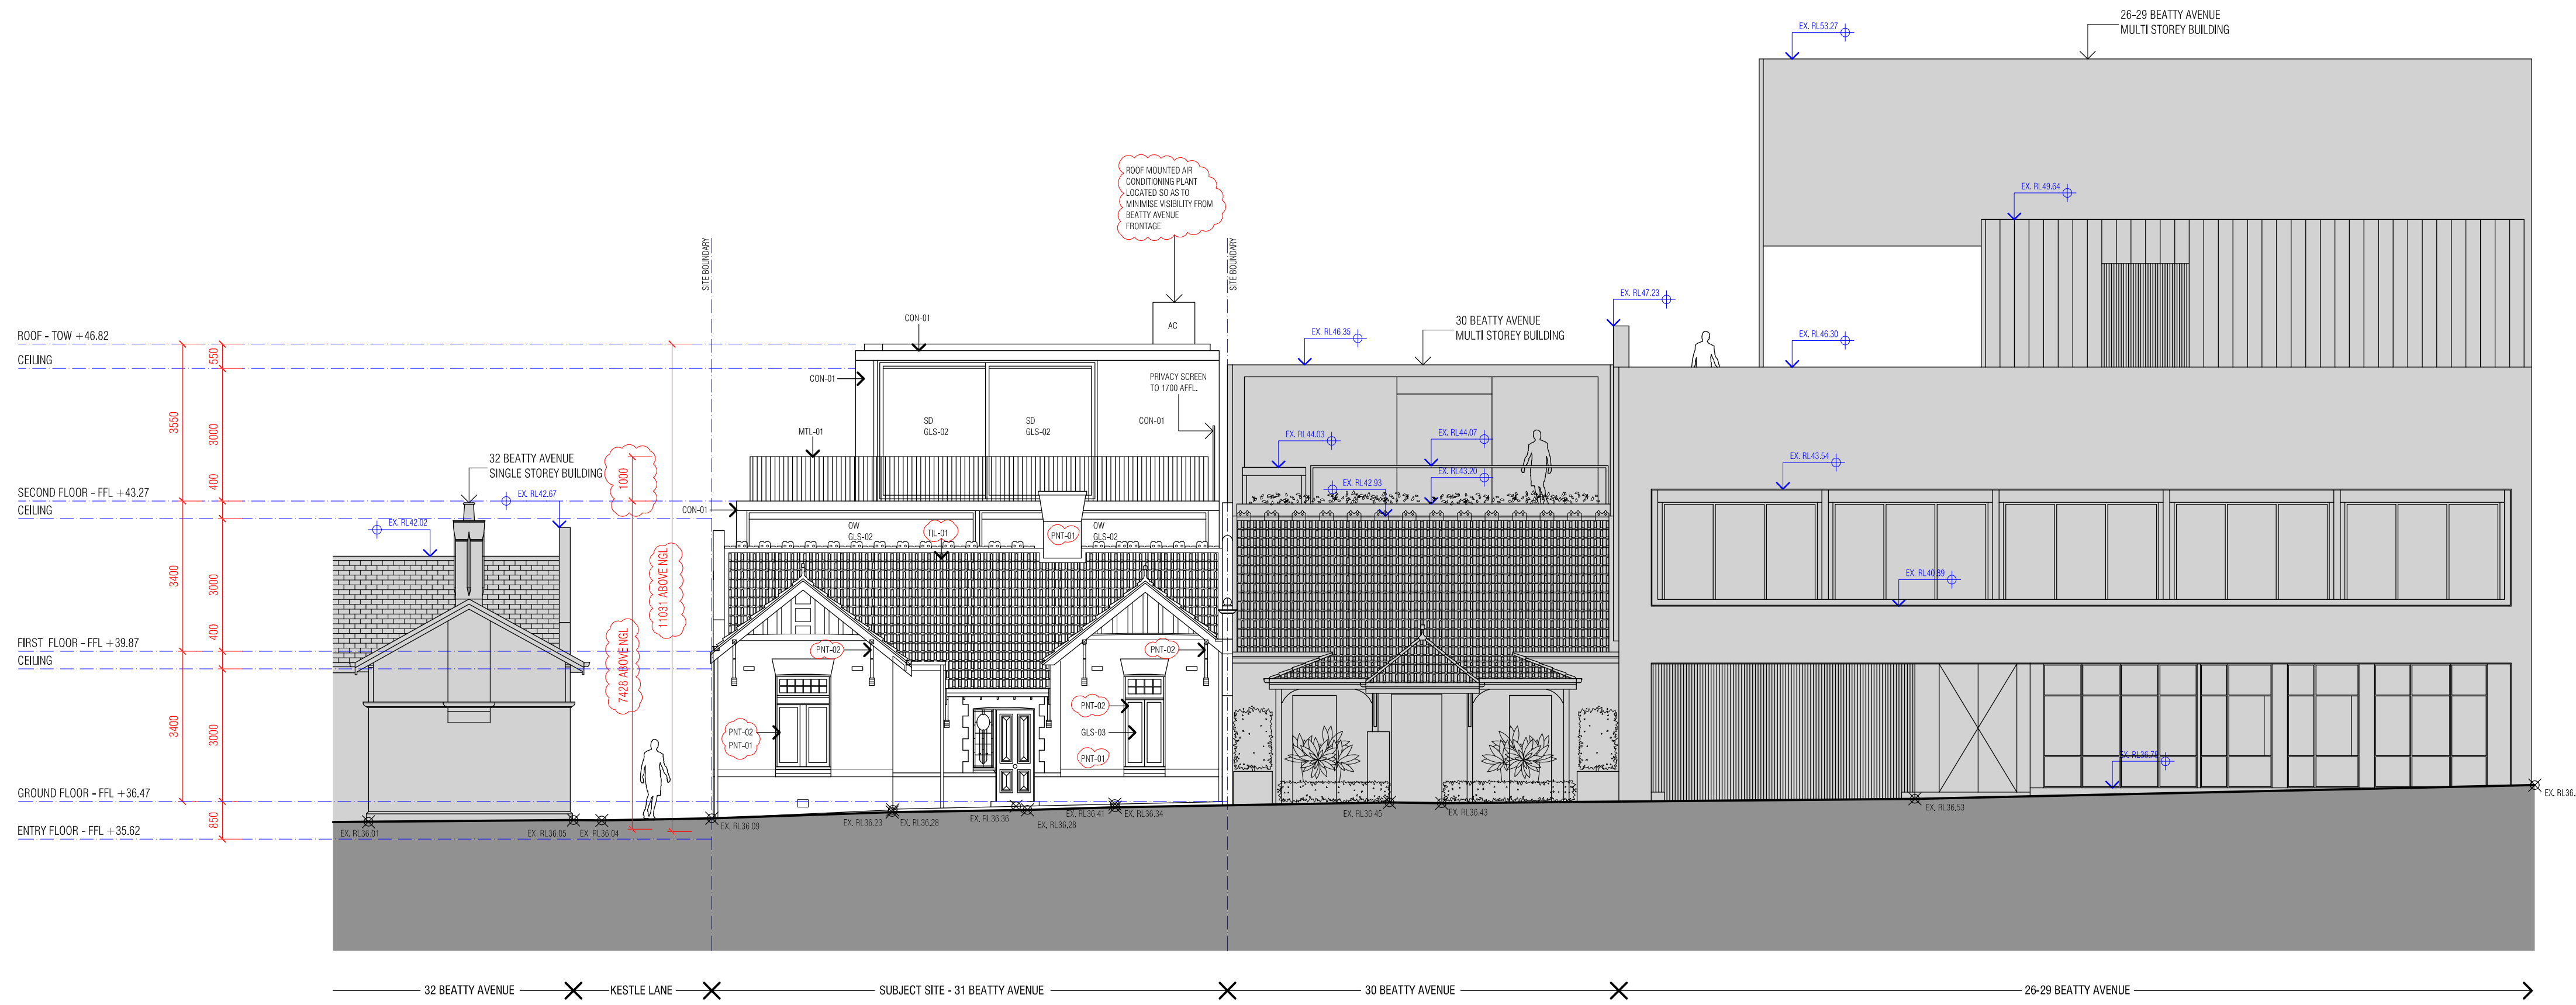 EX. RL53.27
26-29 BEATTY AVENUE
MULTI STOREY BUILDING
ROOF MOUNTED AIR
CONDITIONING PLANT
LOCATED SO AS TO
MINIMISE VISIBILITY FROM
BEATTY AVENUE
FRONTAGE
EX. RL49.64
SITE BOUNDARY
SITE BOUNDARY
EX. RL47.23
CON-01
AC
30 BEATTY AVENUE
MULTI STOREY BUILDING
EX. RL46.35
EX. RL46.30
ROOF - TOW +46.82
CEILING
550
CON-01
PRIVACY SCREEN
TO 1700 AFFL.
CON-01
3550
3000
SD
GLS-02
SD
GLS-02
MTL-01
EX. RL44.03
EX. RL44.07
32 BEATTY AVENUE
SINGLE STOREY BUILDING
1000
400
EX. RL43.20
EX. RL43.54
EX. RL42.93
SECOND FLOOR - FFL +43.27
CEILING
EX. RL42.67
CON-01
EX. RL42.02
OW
GLS-02
TIL-01
PNT-01
OW
GLS-02
3400
3000
11031 ABOVE NGL
EX. RL40.89
400
FIRST FLOOR - FFL +39.87
CEILING
7428 ABOVE NGL
PNT-02
PNT-02
3400
3000
PNT-02
PNT-01
PNT-02
GLS-03
PNT-01
EX. RL36.78
GROUND FLOOR - FFL +36.47
850
ENTRY FLOOR - FFL +35.62
EX. RL36.01
EX. RL36.05
EX. RL36.04
EX. RL36.09
EX. RL36.23
EX. RL36.28
EX. RL36.36
EX. RL36.28
EX. RL36.41
EX. RL36.34
EX. RL36.45
EX. RL36.43
EX. RL36.53
EX. RL36.
32 BEATTY AVENUE
KESTLE LANE
SUBJECT SITE - 31 BEATTY AVENUE
30 BEATTY AVENUE
26-29 BEATTY AVENUE